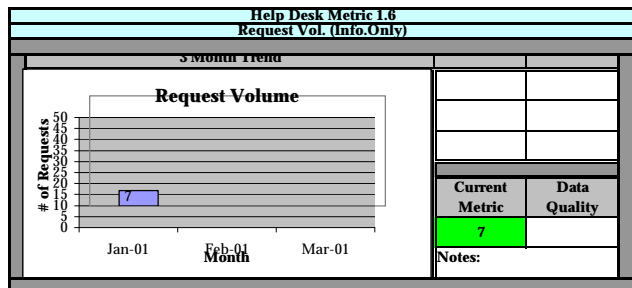 Help Desk Metric 1.6
Request Vol. (Info.Only)
3 Month Trend
Request Volume
# of Requests
50
45
40
35
30
25
20
15
10
5
0
7
Jan-01 Feb-01 Mar-01
Month
Current Metric
Data Quality
7
Notes: